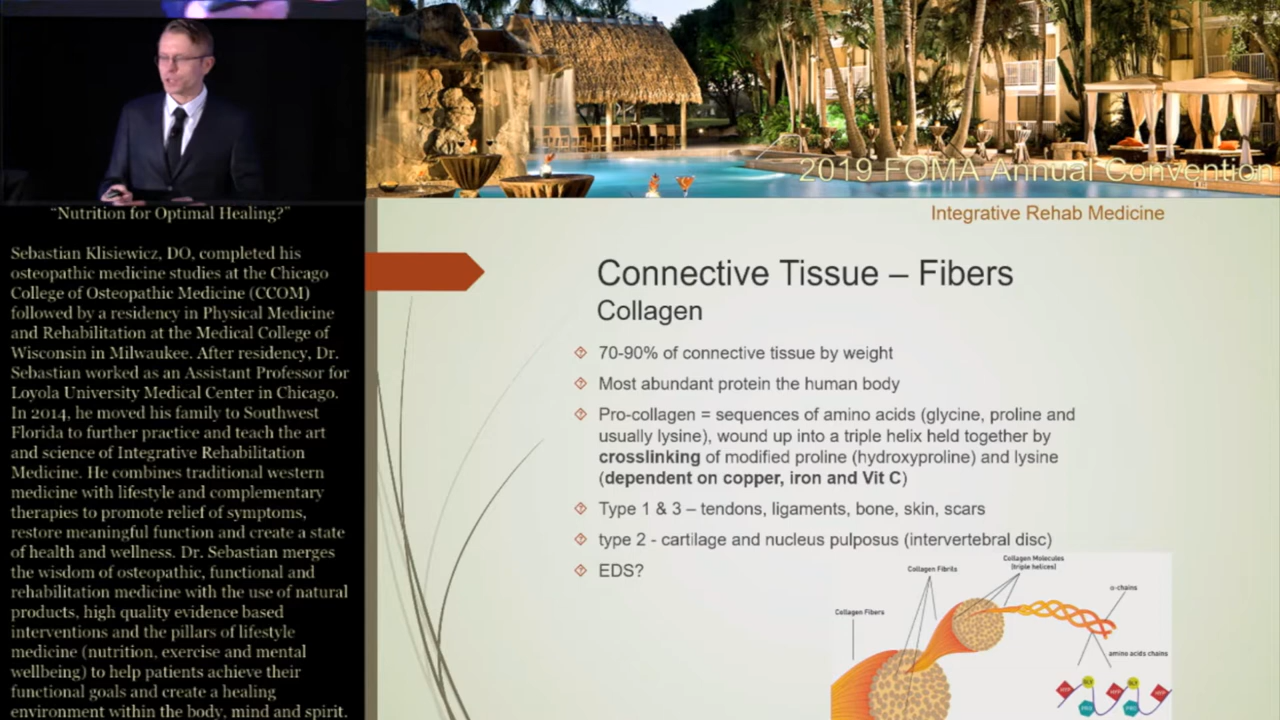 2019 FOMA Annual Convention
"Nutrition for Optimal Healing?"
Sebastian Klisiewicz, DO, completed his
osteopathic medicine studies at the Chicago
College of Osteopathic Medicine (CCOM)
followed by a residency in Physical Medicine
and Rehabilitation at the Medical College of
Wisconsin in Milwaukee. After residency, Dr.
Sebastian worked as an Assistant Professor for
Loyola University Medical Center in Chicago.
In 2014, he moved his family to Southwest
Florida to further practice and teach the art
and science of Integrative Rehabilitation
Medicine. He combines traditional western
medicine with lifestyle and complementary
therapies to promote relief of symptoms,
restore meaningful function and create a state
of health and wellness. Dr. Sebastian merges
the wisdom of osteopathic, functional and
rehabilitation medicine with the use of natural
products, high quality evidence based
interventions and the pillars of lifestyle
medicine (nutrition, exercise and mental
wellbeing) to help patients achieve their
functional goals and create a healing
environment within the body, mind and spirit.
Integrative Rehab Medicine
Connective Tissue – Fibers
Collagen
70-90% of connective tissue by weight
Most abundant protein the human body
Pro-collagen = sequences of amino acids (glycine, proline and
usually lysine), wound up into a triple helix held together by
crosslinking of modified proline (hydroxyproline) and lysine
(dependent on copper, iron and Vit C)
Type 1 & 3 – tendons, ligaments, bone, skin, scars
type 2 - cartilage and nucleus pulposus (intervertebral disc)
EDS?
Collagen Molecules
(triple helices)
Collagen Fibrils
α-chains
Collagen Fibers
amino acids chains
HYP
GLY
PRO
HYP
GLY
PRO
HYP